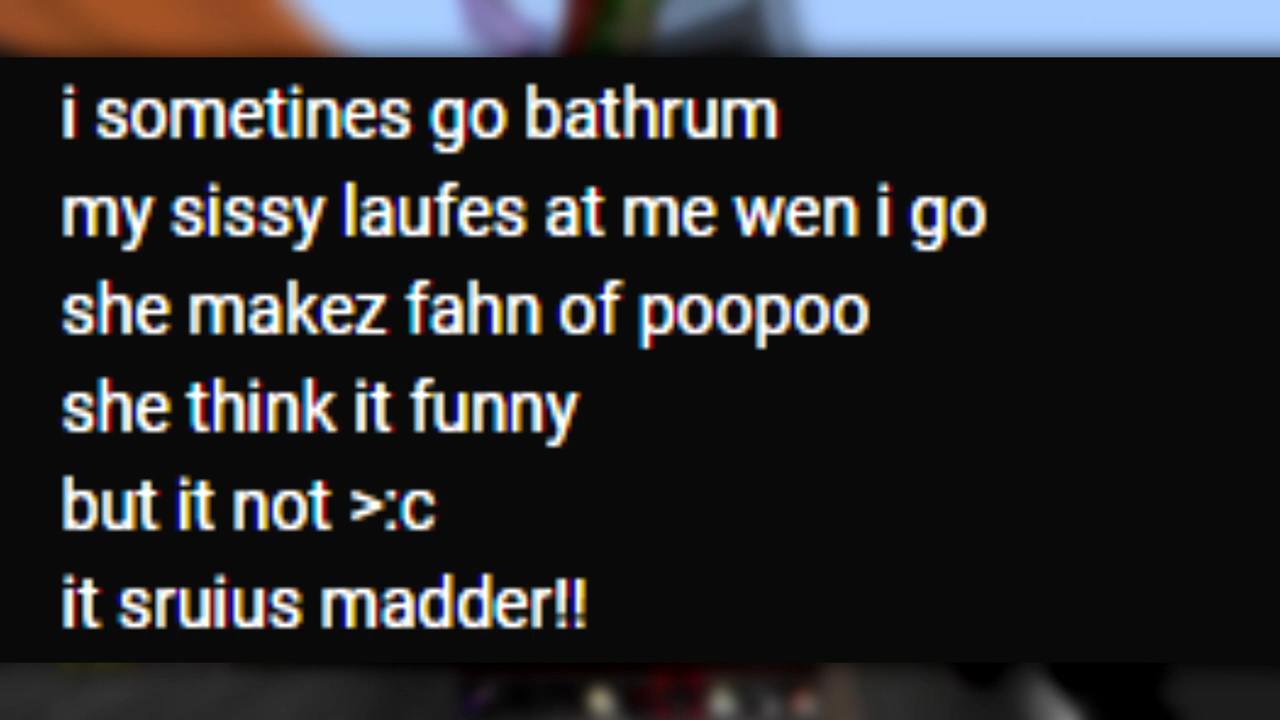 i sometines go bathrum
my sissy laufes at me wen i go
she makez fahn of poopoo
she think it funny
but it not >:c
it sruius madder!!